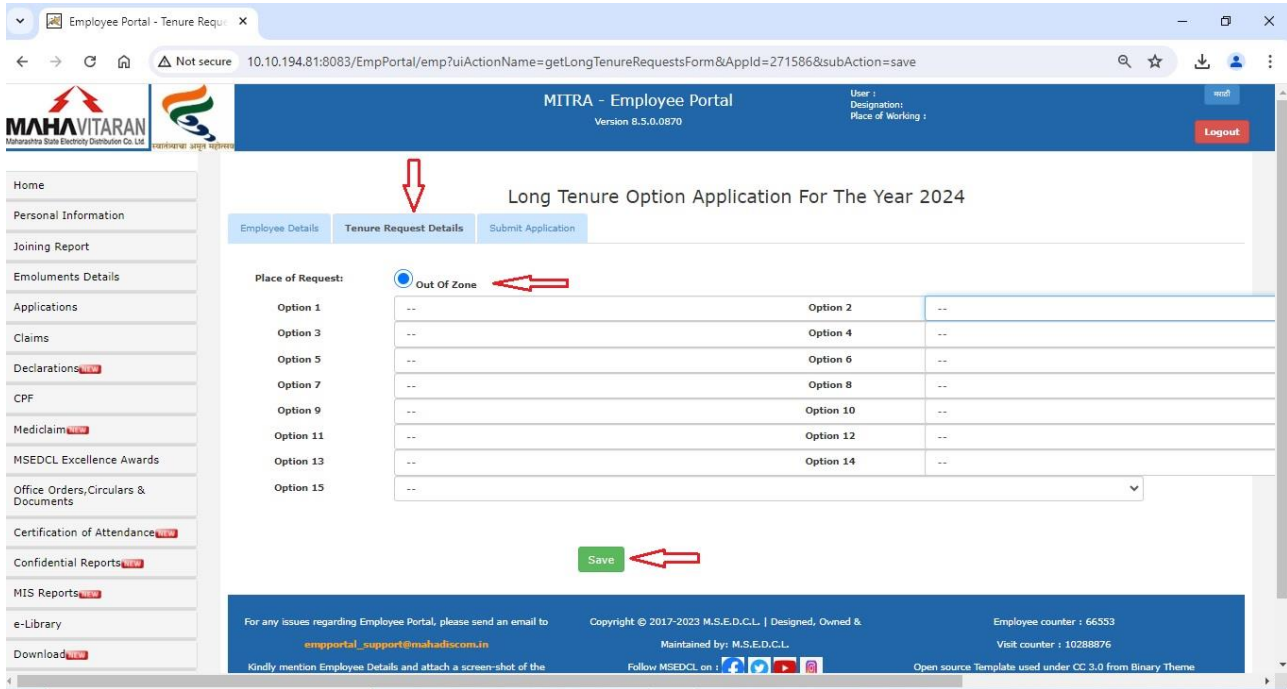 Employee Portal - Tenure Reque
Not secure 10.10.194.81:8083/EmpPortal/emp?uiActionName=getLongTenureRequestsForm&AppId=271586&subAction=save
MAHAVITARAN
Maharashtra State Electricity Distribution Co. Ltd.
MITRA - Employee Portal
Version 8.5.0.0870
User :
Designation:
Place of Working :
मराठी
Logout
Home
Personal Information
Joining Report
Emoluments Details
Applications
Claims
Declarations NEW
CPF
Mediclaim NEW
MSEDCL Excellence Awards
Office Orders,Circulars &
Documents
Certification of Attendance NEW
Confidential Reports NEW
MIS Reports NEW
e-Library
Download NEW
Long Tenure Option Application For The Year 2024
Employee Details Tenure Request Details Submit Application
Place of Request: Out Of Zone
Option 1 -- Option 2 --
Option 3 -- Option 4 --
Option 5 -- Option 6 --
Option 7 -- Option 8 --
Option 9 -- Option 10 --
Option 11 -- Option 12 --
Option 13 -- Option 14 --
Option 15 --
Save
For any issues regarding Employee Portal, please send an email to
empportal_support@mahadiscom.in
Kindly mention Employee Details and attach a screen-shot of the
Copyright © 2017-2023 M.S.E.D.C.L. | Designed, Owned &
Maintained by: M.S.E.D.C.L.
Follow MSEDCL on :
Employee counter : 66553
Visit counter : 10288876
Open source Template used under CC 3.0 from Binary Theme